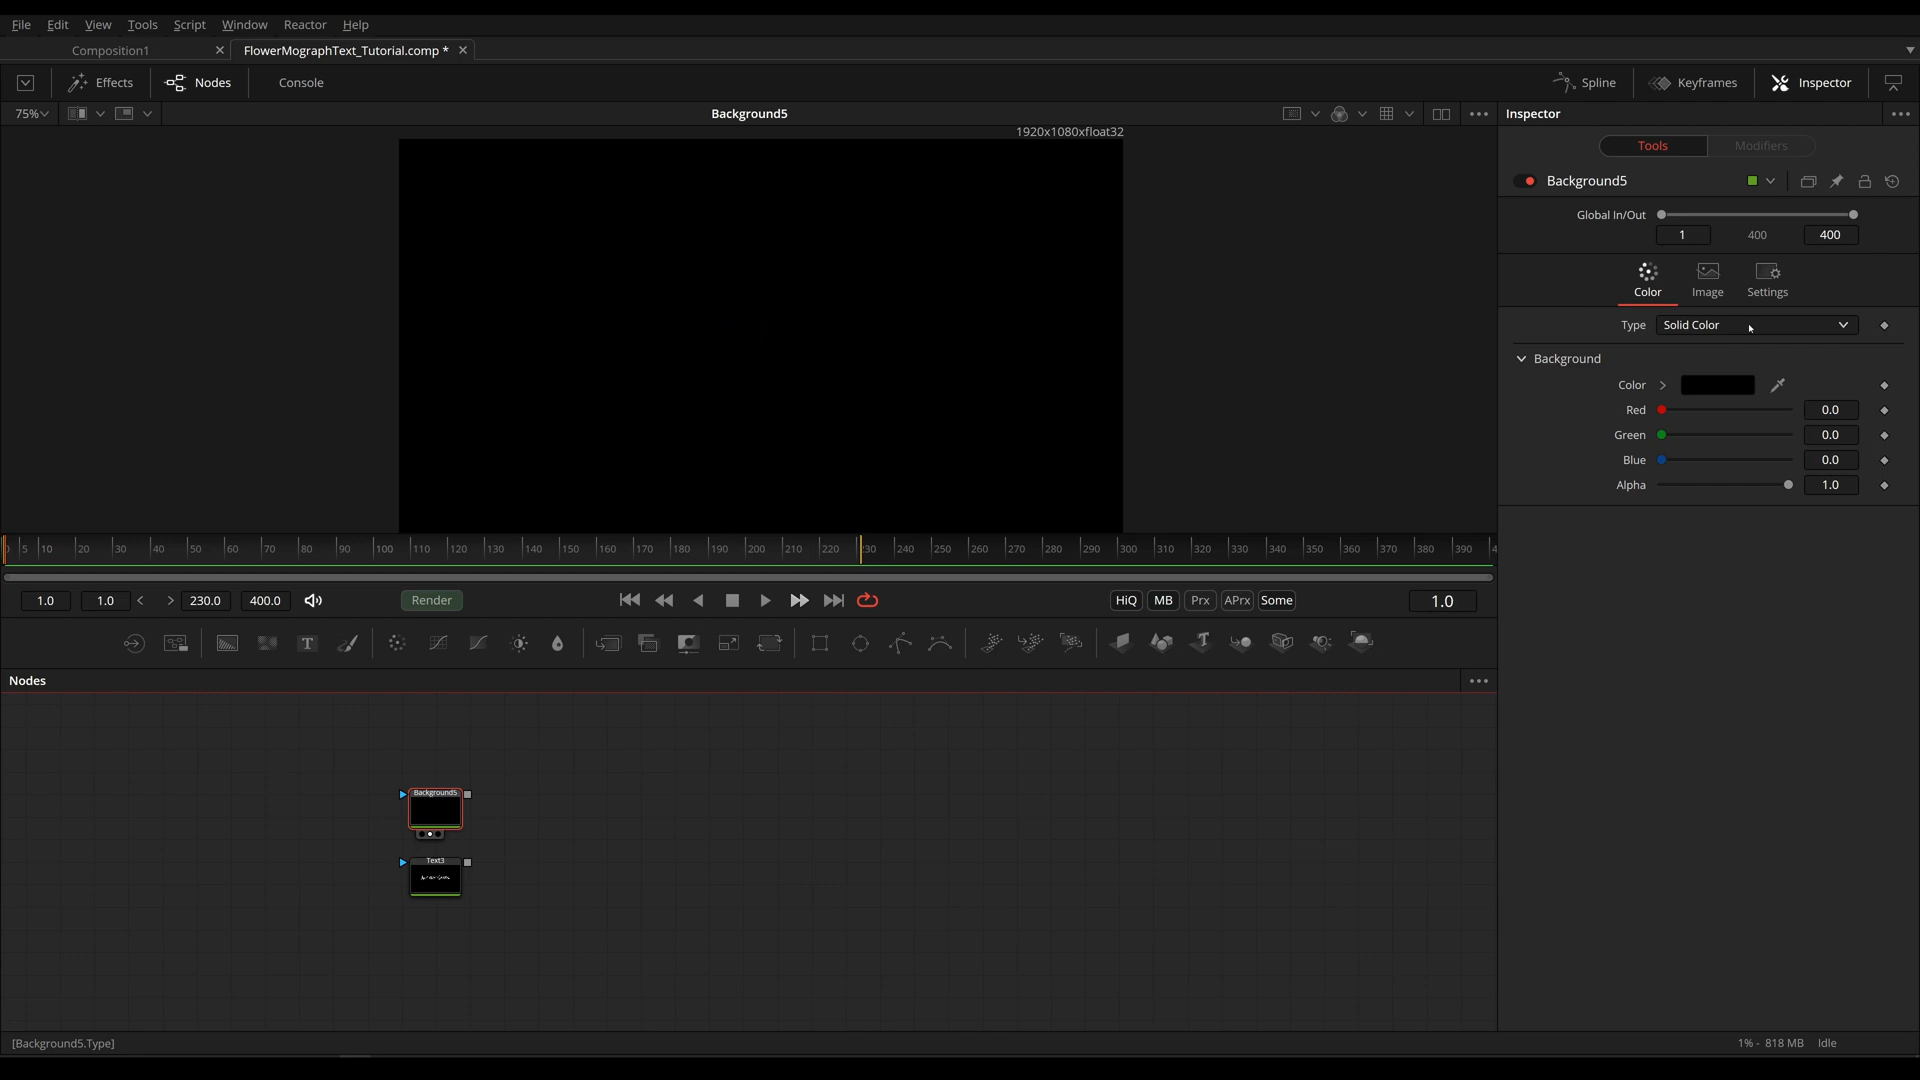 File Edit View Tools Script Window Reactor Help
Composition1 FlowerMographText_Tutorial.comp *
Effects Nodes Console Spline Keyframes Inspector
75% Background5 Inspector
1920x1080xfloat32
Tools Modifiers
Background5
Global In/Out
1 400 400
Color Image Settings
Type Solid Color
Background
Color
Red 0.0
Green 0.0
Blue 0.0
Alpha 1.0
5 10 20 30 40 50 60 70 80 90 100 110 120 130 140 150 160 170 180 190 200 210 220 230 240 250 260 270 280 290 300 310 320 330 340 350 360 370 380 390
1.0 1.0 230.0 400.0 Render HiQ MB Prx APrx Some 1.0
Nodes
Background5
Text3
[Background5.Type] 1% - 818 MB Idle